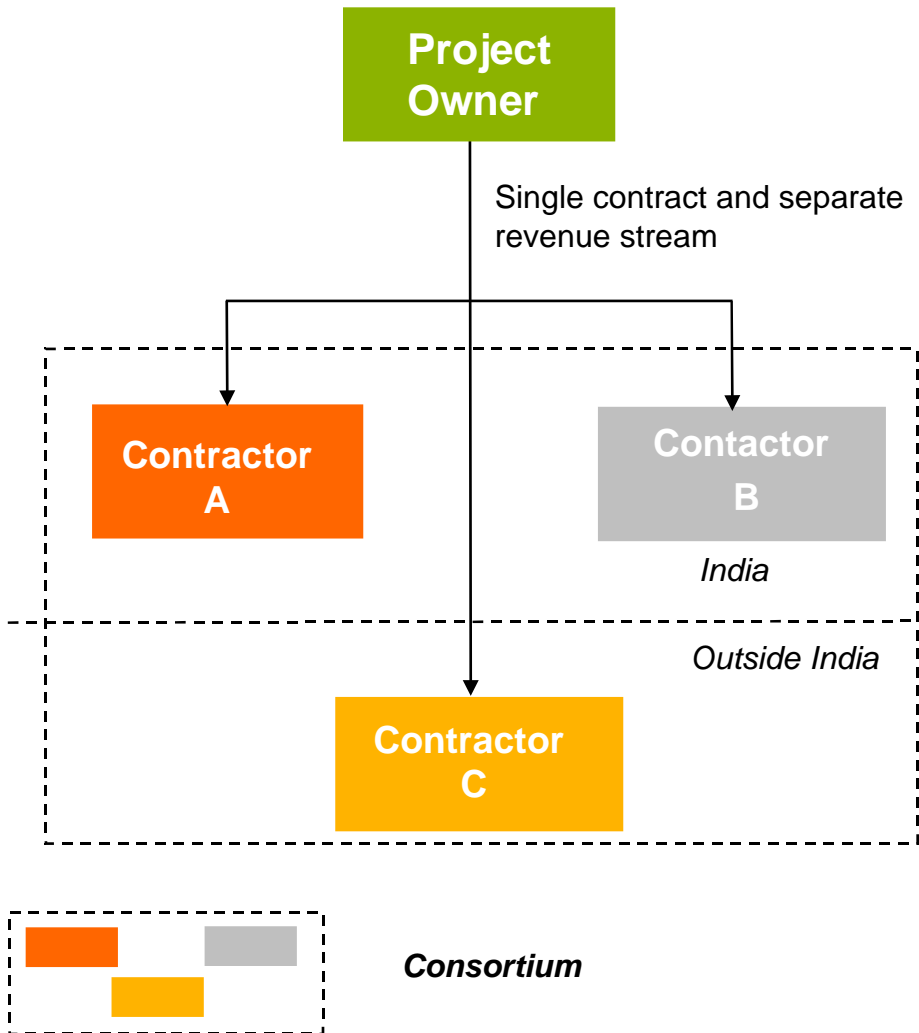 Project
Owner
Single contract and separate
revenue stream
Contractor
A
Contactor
B
India
Outside India
Contractor
C
Consortium